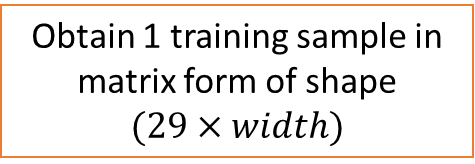 Obtain 1 training sample in
matrix form of shape
(29 × width)